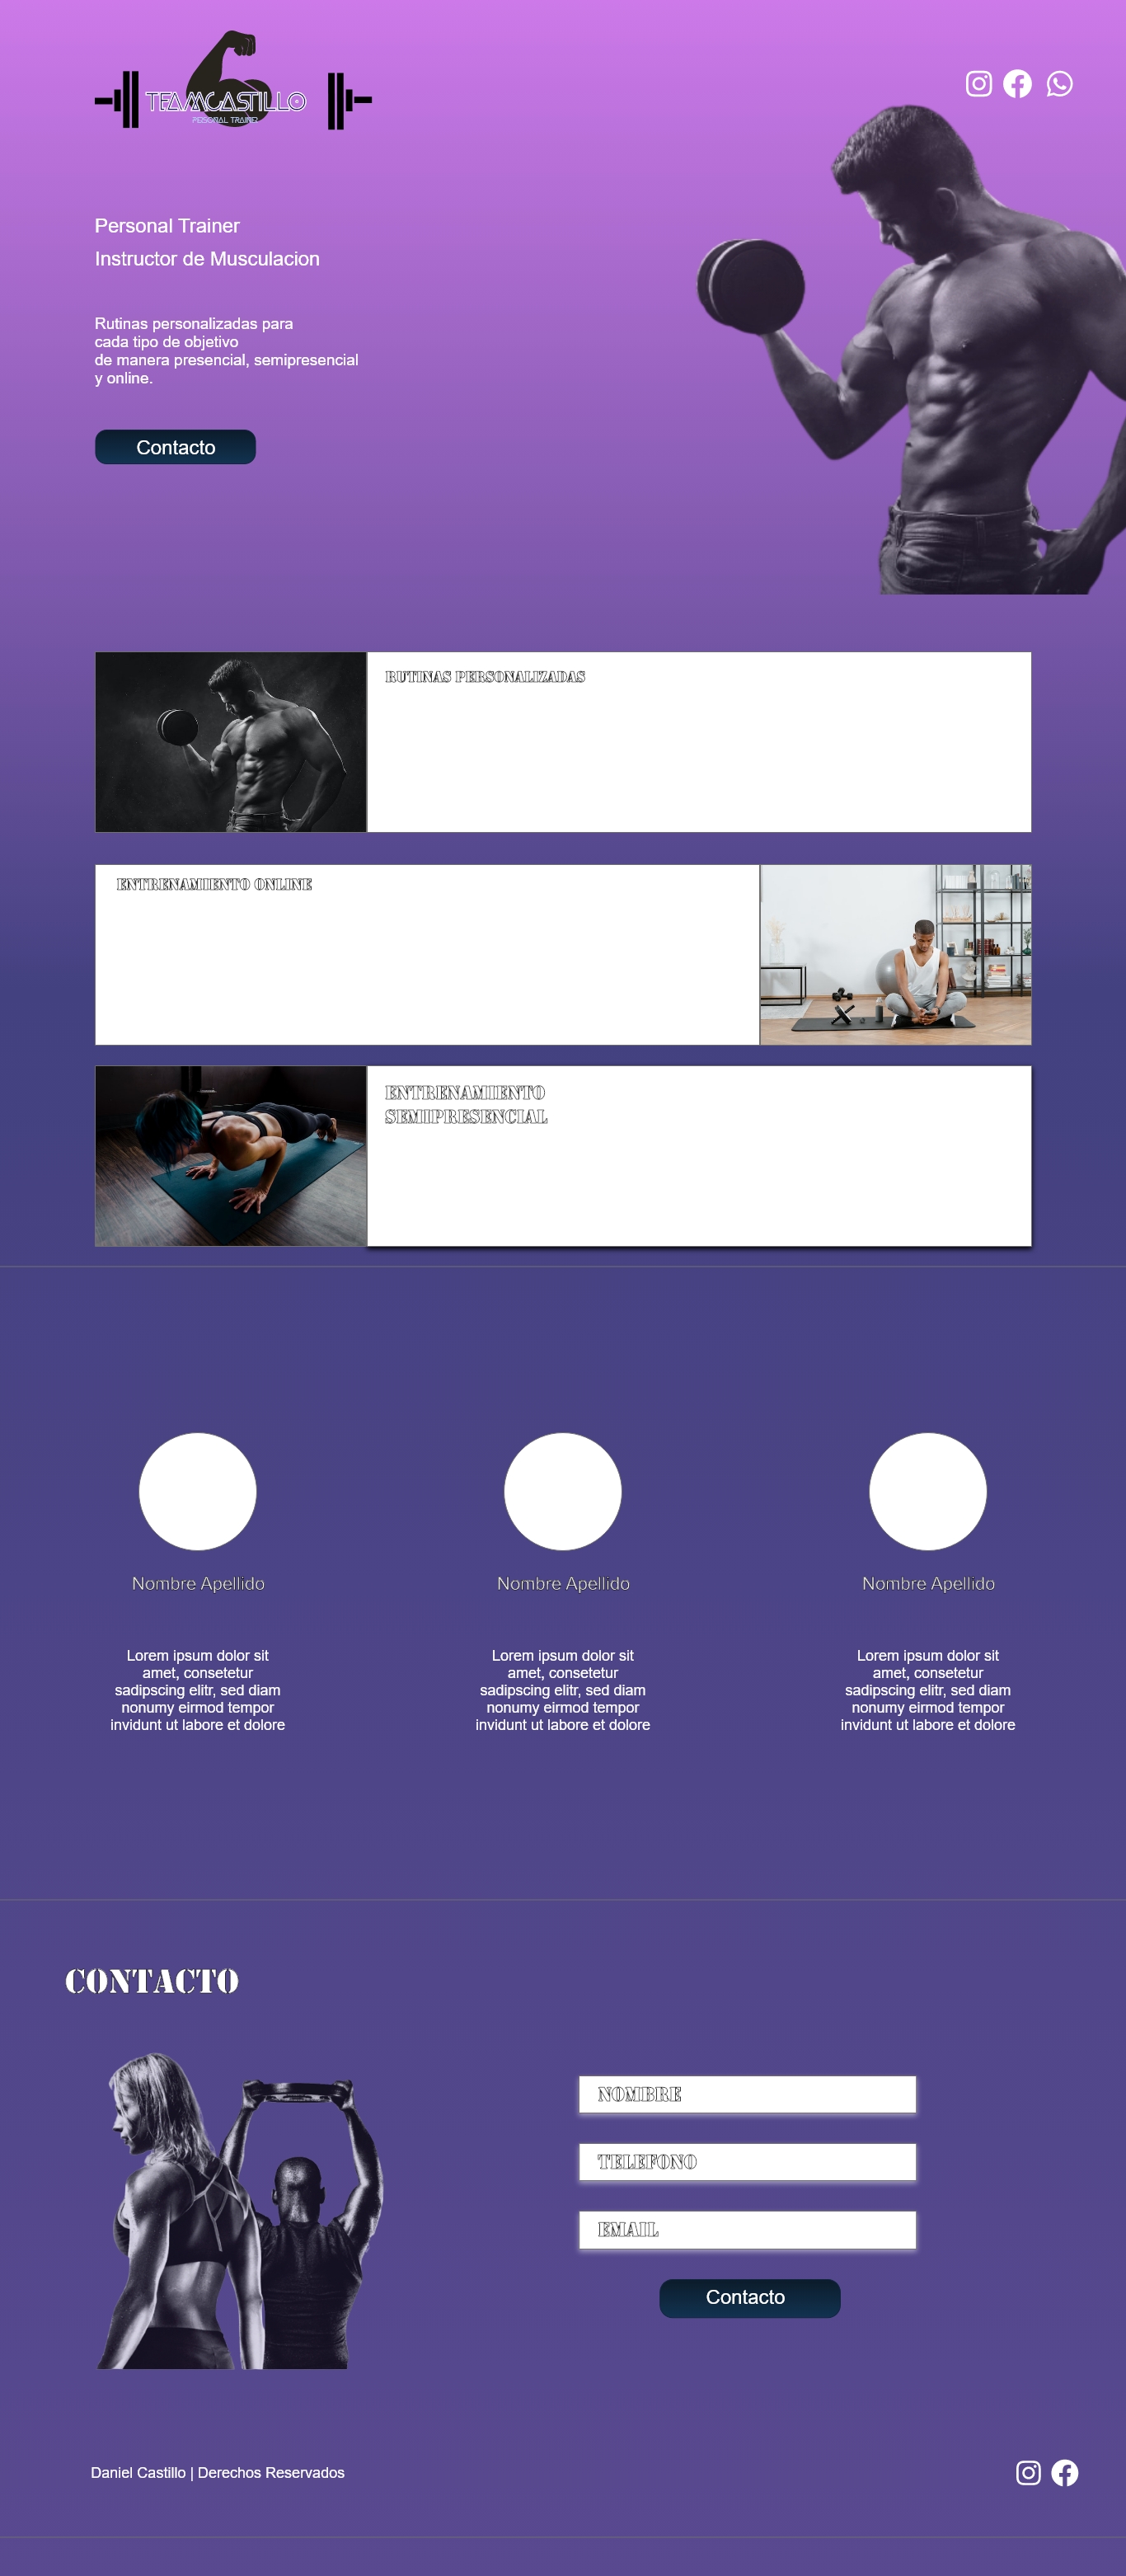 TEAMCASTILLO
PERSONAL TRAINER
Personal Trainer
Instructor de Musculacion
Rutinas personalizadas para
cada tipo de objetivo
de manera presencial, semipresencial
y online.
Contacto
RUTINAS PERSONALIZADAS
ENTRENAMIENTO ONLINE
ENTRENAMIENTO
SEMIPRESENCIAL
Nombre Apellido
Lorem ipsum dolor sit
amet, consetetur
sadipscing elitr, sed diam
nonumy eirmod tempor
invidunt ut labore et dolore
Nombre Apellido
Lorem ipsum dolor sit
amet, consetetur
sadipscing elitr, sed diam
nonumy eirmod tempor
invidunt ut labore et dolore
Nombre Apellido
Lorem ipsum dolor sit
amet, consetetur
sadipscing elitr, sed diam
nonumy eirmod tempor
invidunt ut labore et dolore
CONTACTO
NOMBRE
TELEFONO
EMAIL
Contacto
Daniel Castillo | Derechos Reservados